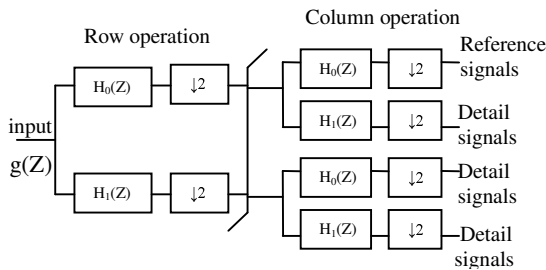 Column operation
Row operation
Reference
signals
H₀(Z)
↓2
H₀(Z)
↓2
Detail
signals
H₁(Z)
↓2
input
g(Z)
Detail
signals
H₀(Z)
↓2
H₁(Z)
↓2
Detail
signals
H₁(Z)
↓2